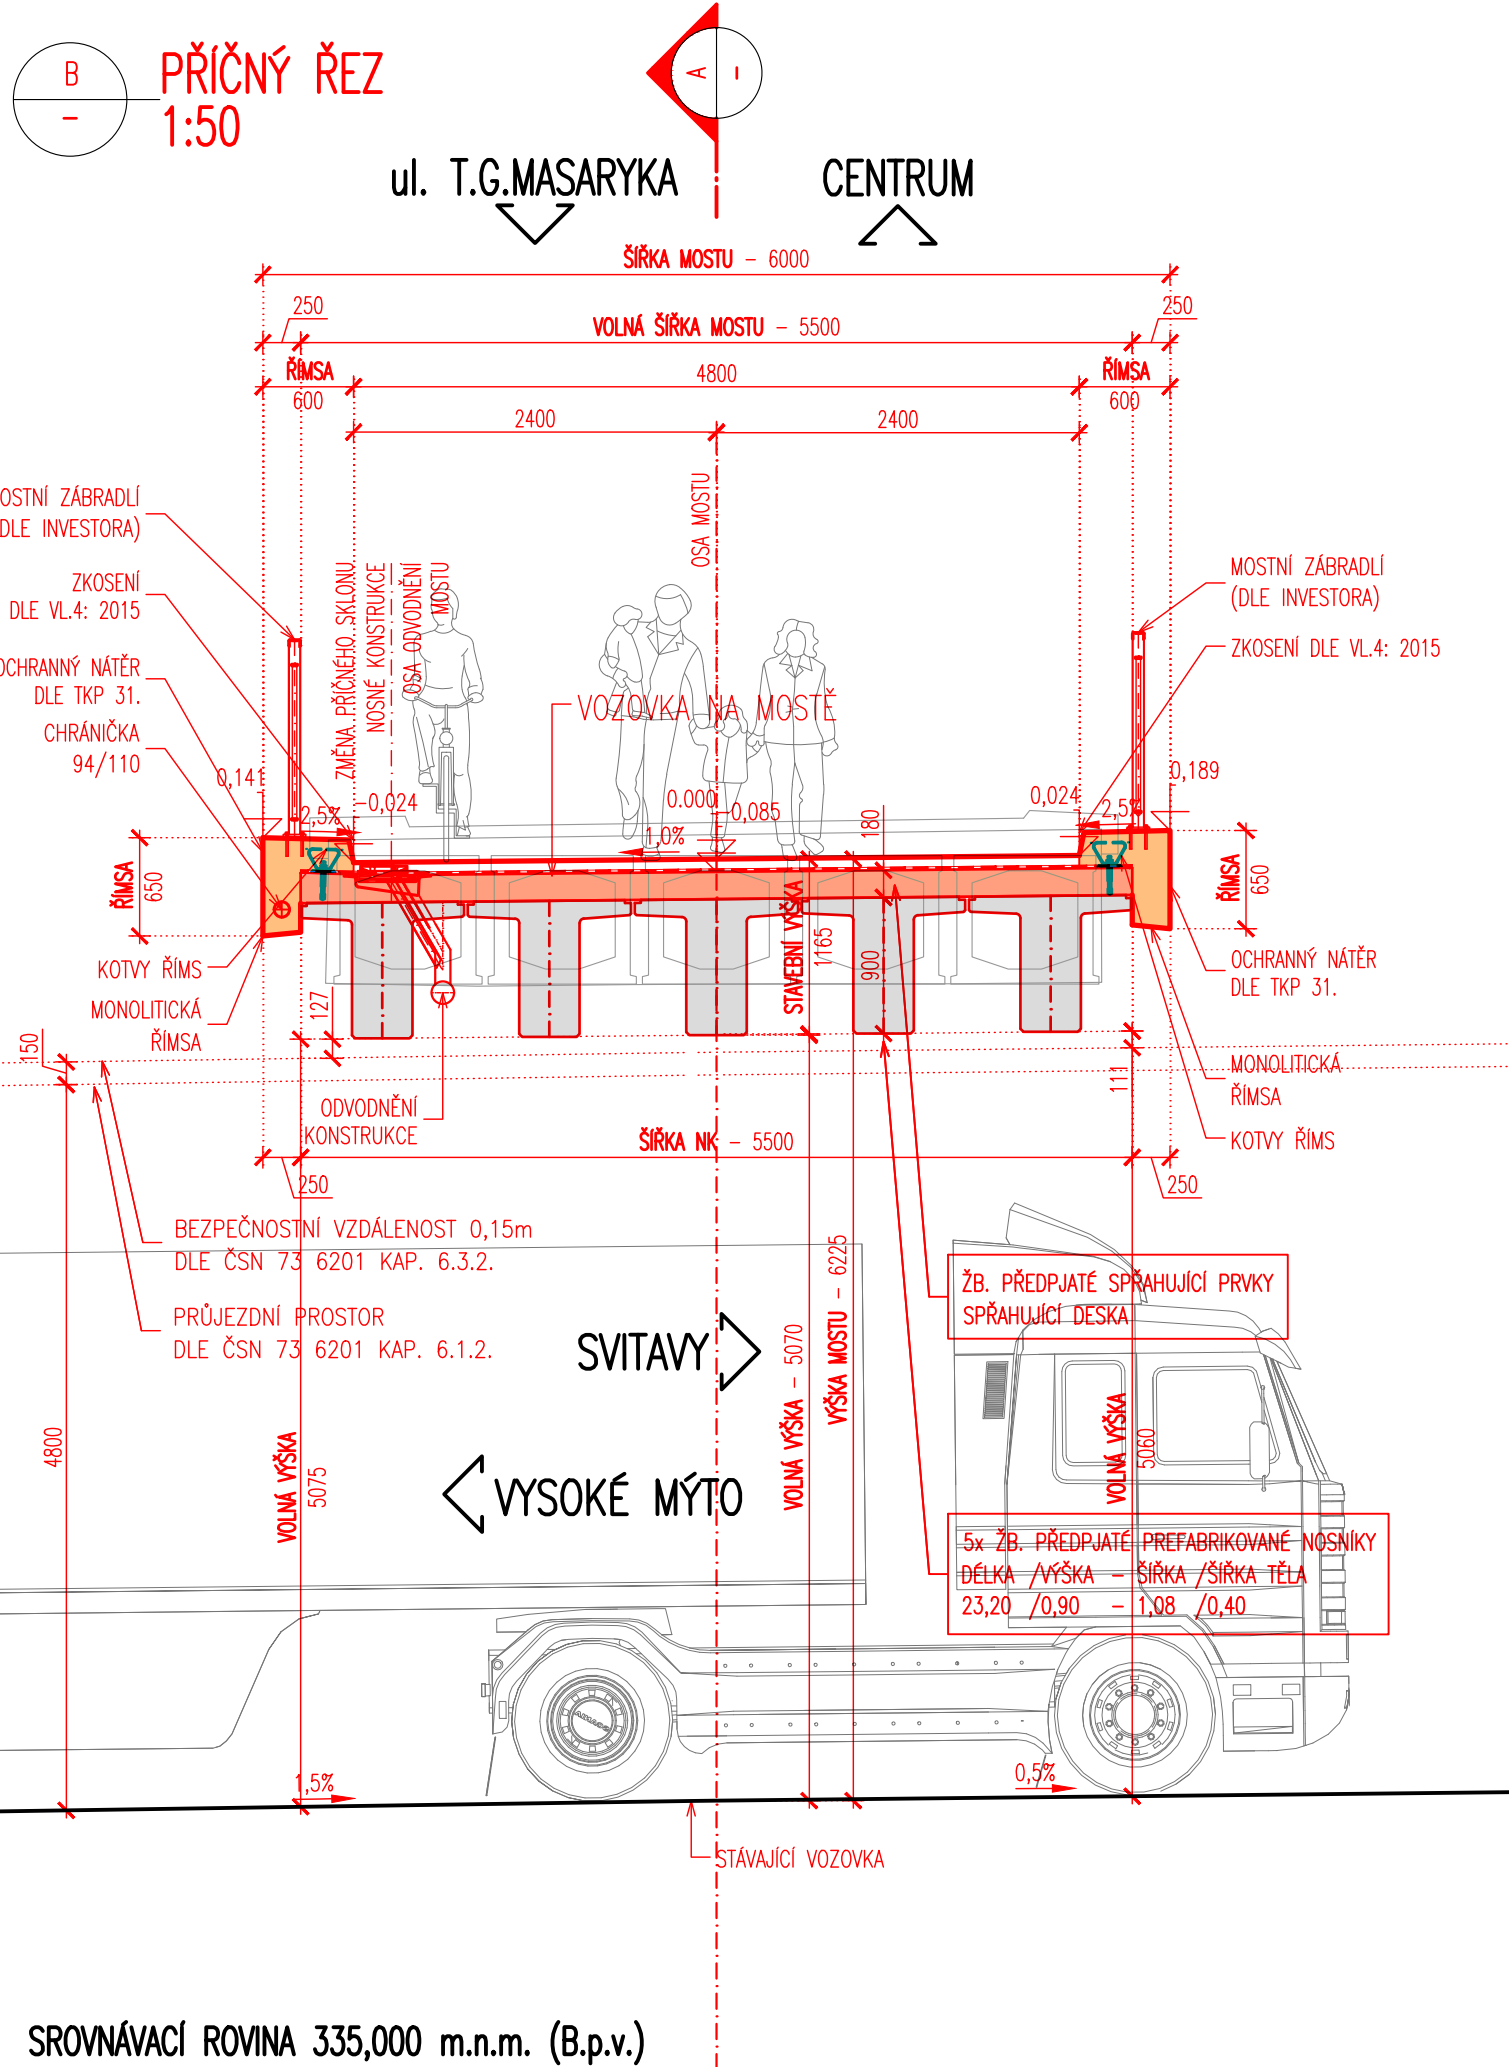 B
–
PŘÍČNÝ ŘEZ
1:50
A
–
ul. T.G.MASARYKA
CENTRUM
ŠÍŘKA MOSTU – 6000
250
250
VOLNÁ ŠÍŘKA MOSTU – 5500
ŘÍMSA
600
4800
ŘÍMSA
600
2400
2400
OSTNÍ ZÁBRADLÍ
DLE INVESTORA)
ZKOSENÍ
DLE VL.4: 2015
OCHRANNÝ NÁTĚR
DLE TKP 31.
CHRÁNIČKA
94/110
ZMĚNA PŘÍČNÉHO SKLONU
NOSNÉ KONSTRUKCE
OSA ODVODNĚNÍ
MOSTU
OSA MOSTU
VOZOVKA NA MOSTĚ
MOSTNÍ ZÁBRADLÍ
(DLE INVESTORA)
ZKOSENÍ DLE VL.4: 2015
0,141
2,5%
–0,024
0.000
–0,085
1,0%
180
0,024
2,5%
0,189
ŘÍMSA
650
ŘÍMSA
650
STAVEBNÍ VÝŠKA
1165
900
KOTVY ŘÍMS
MONOLITICKÁ
ŘÍMSA
127
150
OCHRANNÝ NÁTĚR
DLE TKP 31.
MONOLITICKÁ
ŘÍMSA
KOTVY ŘÍMS
111
ODVODNĚNÍ
KONSTRUKCE
ŠÍŘKA NK – 5500
250
250
BEZPEČNOSTNÍ VZDÁLENOST 0,15m
DLE ČSN 73 6201 KAP. 6.3.2.
PRŮJEZDNÍ PROSTOR
DLE ČSN 73 6201 KAP. 6.1.2.
ŽB. PŘEDPJATÉ SPŘAHUJÍCÍ PRVKY
SPŘAHUJÍCÍ DESKA
SVITAVY
VYSOKÉ MÝTO
4800
VOLNÁ VÝŠKA
5075
VOLNÁ VÝŠKA – 5070
VÝŠKA MOSTU – 6225
VOLNÁ VÝŠKA
5060
5x ŽB. PŘEDPJATÉ PREFABRIKOVANÉ NOSNÍKY
DÉLKA /VÝŠKA – ŠÍŘKA /ŠÍŘKA TĚLA
23,20 /0,90 – 1,08 /0,40
1,5%
0,5%
STÁVAJÍCÍ VOZOVKA
SROVNÁVACÍ ROVINA 335,000 m.n.m. (B.p.v.)